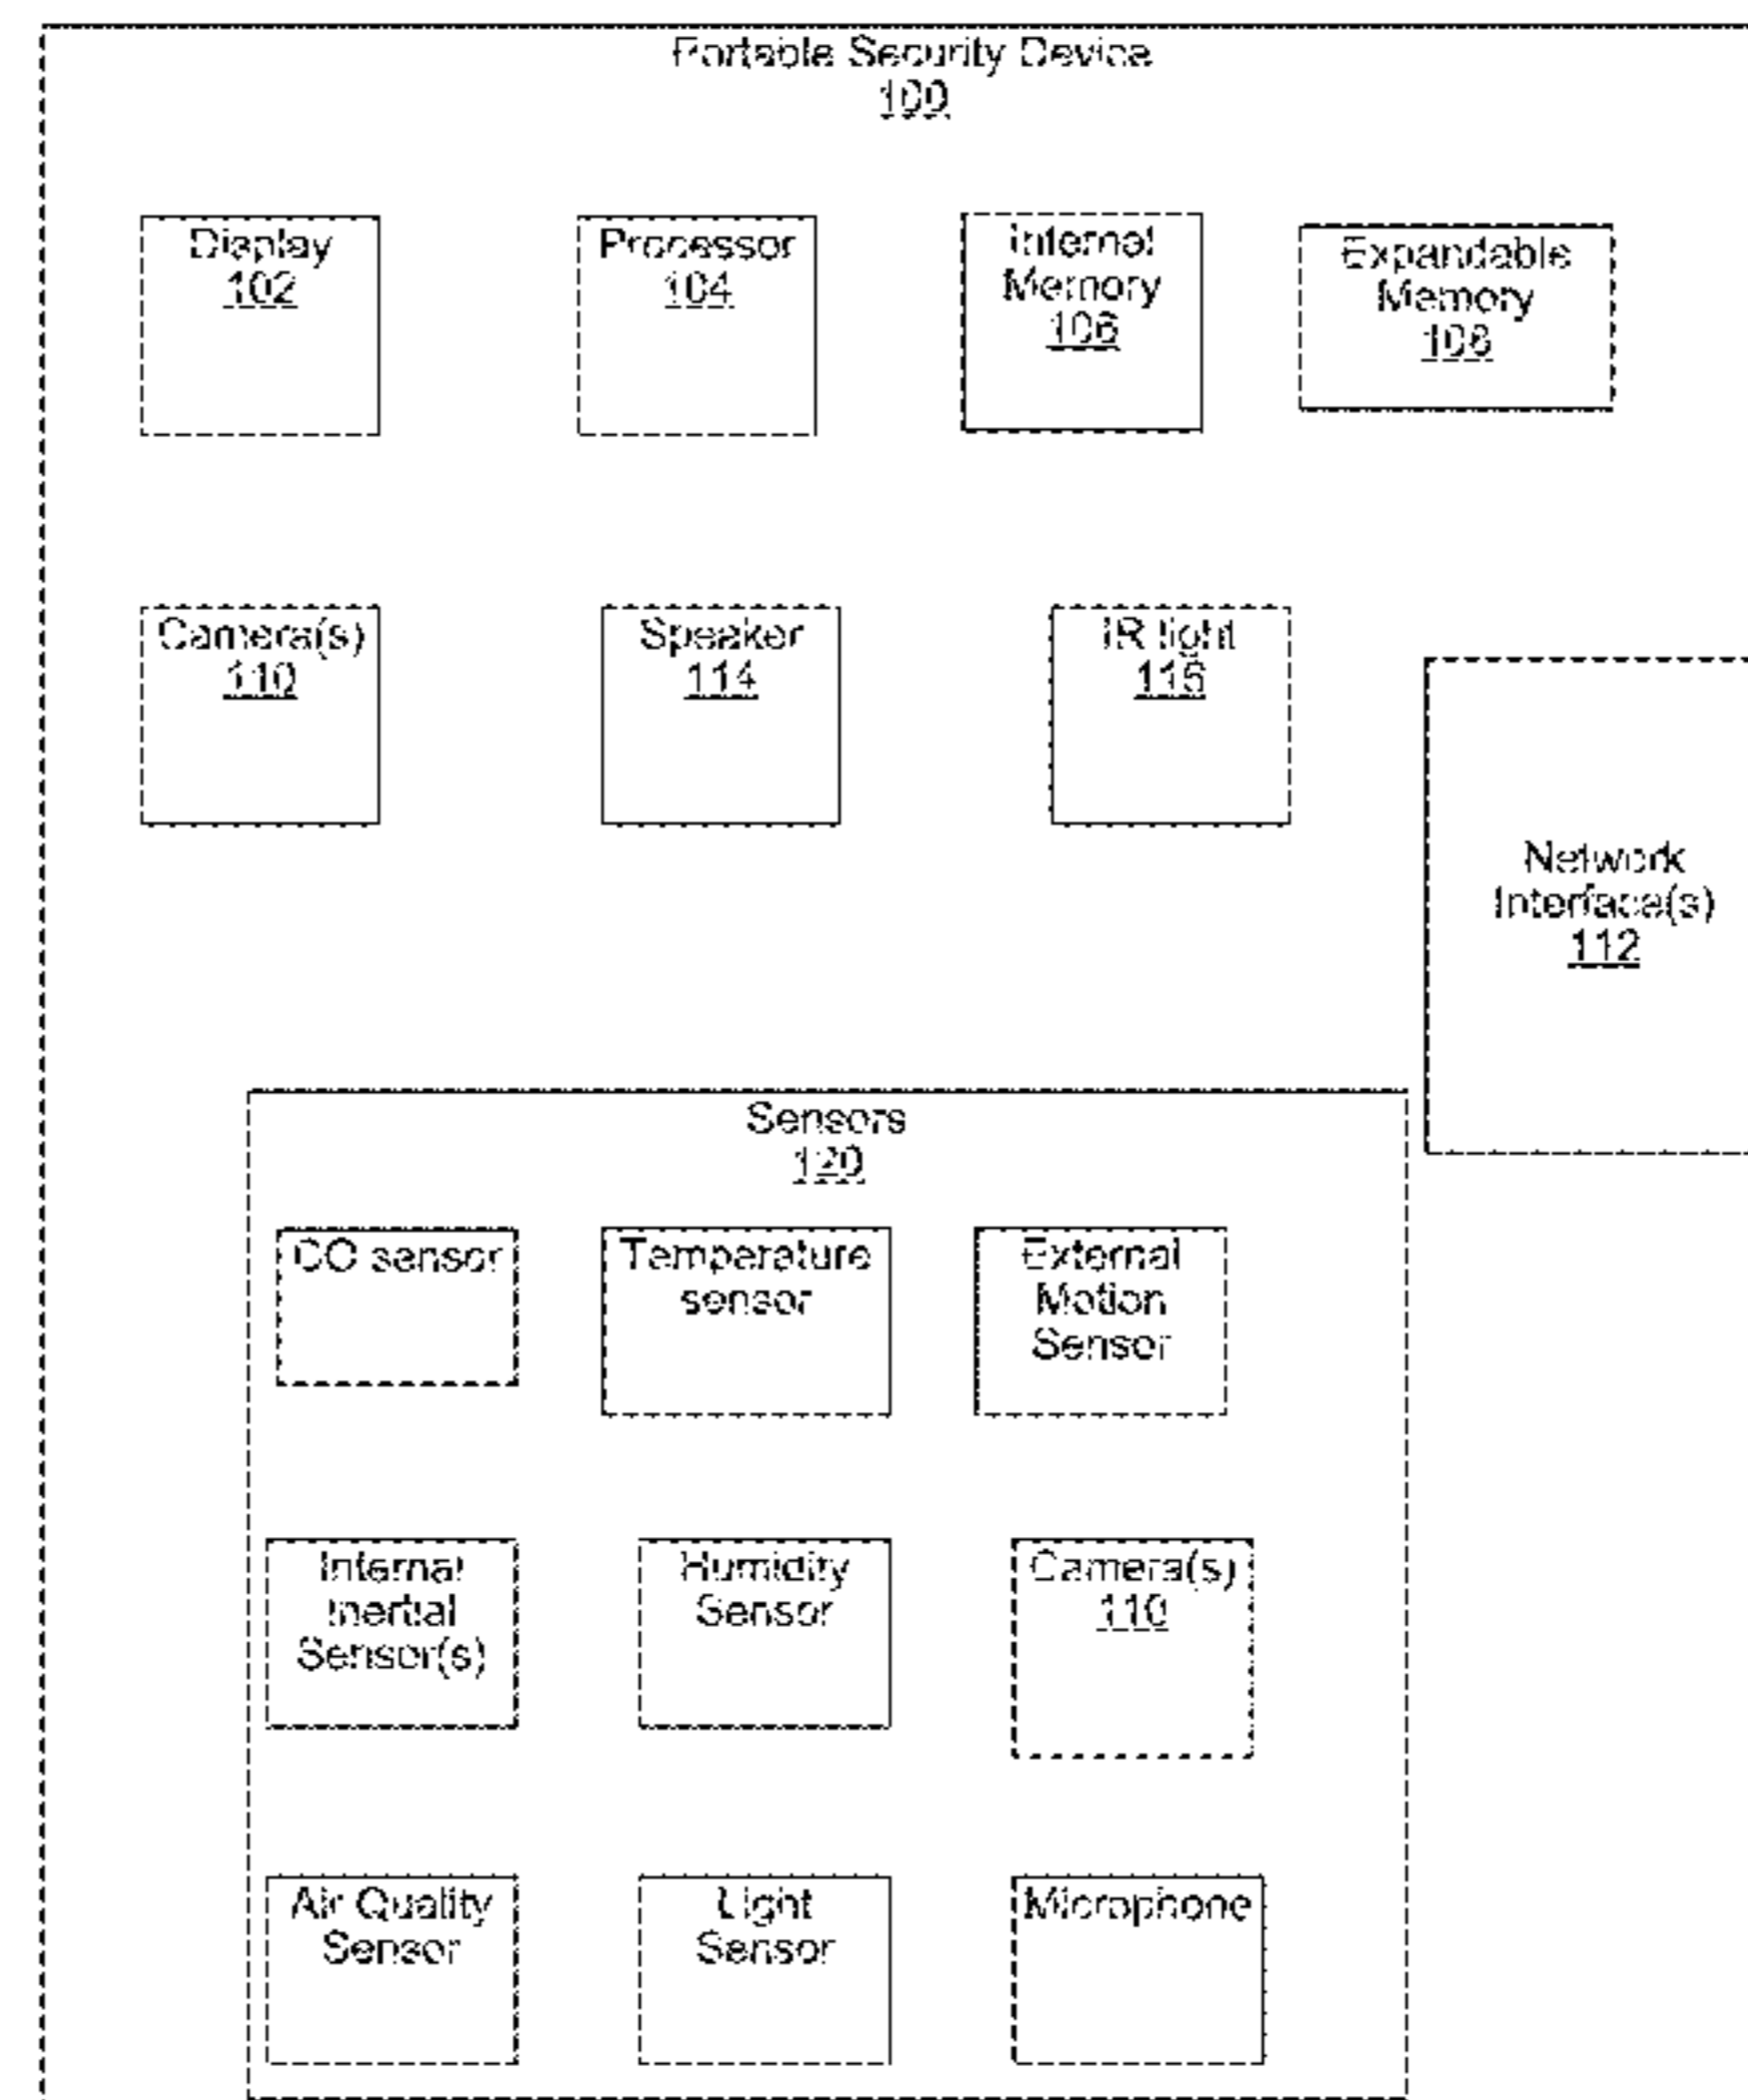 Portable Security Device
100
Display
102
Processor
104
Internal
Memory
106
Expandable
Memory
108
Camera(s)
110
Speaker
114
IR light
116
Network
Interface(s)
112
Sensors
120
CO sensor
Temperature
sensor
External
Motion
Sensor
Internal
Inertial
Sensor(s)
Humidity
Sensor
Camera(s)
110
Air Quality
Sensor
Light
Sensor
Microphone